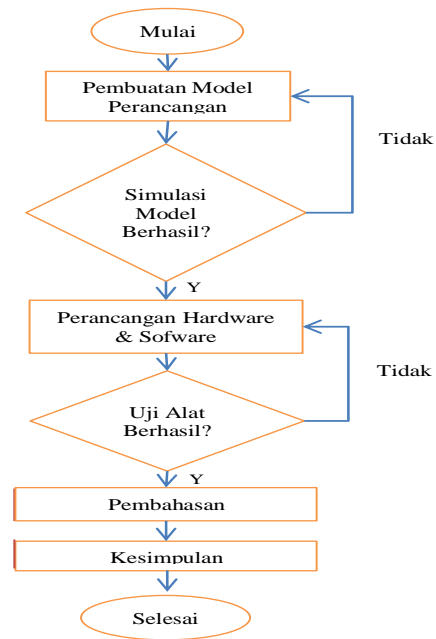 Mulai
Pembuatan Model
Perancangan
Tidak
Simulasi
Model
Berhasil?
Y
Perancangan Hardware
& Sofware
Tidak
Uji Alat
Berhasil?
Y
Pembahasan
Kesimpulan
Selesai